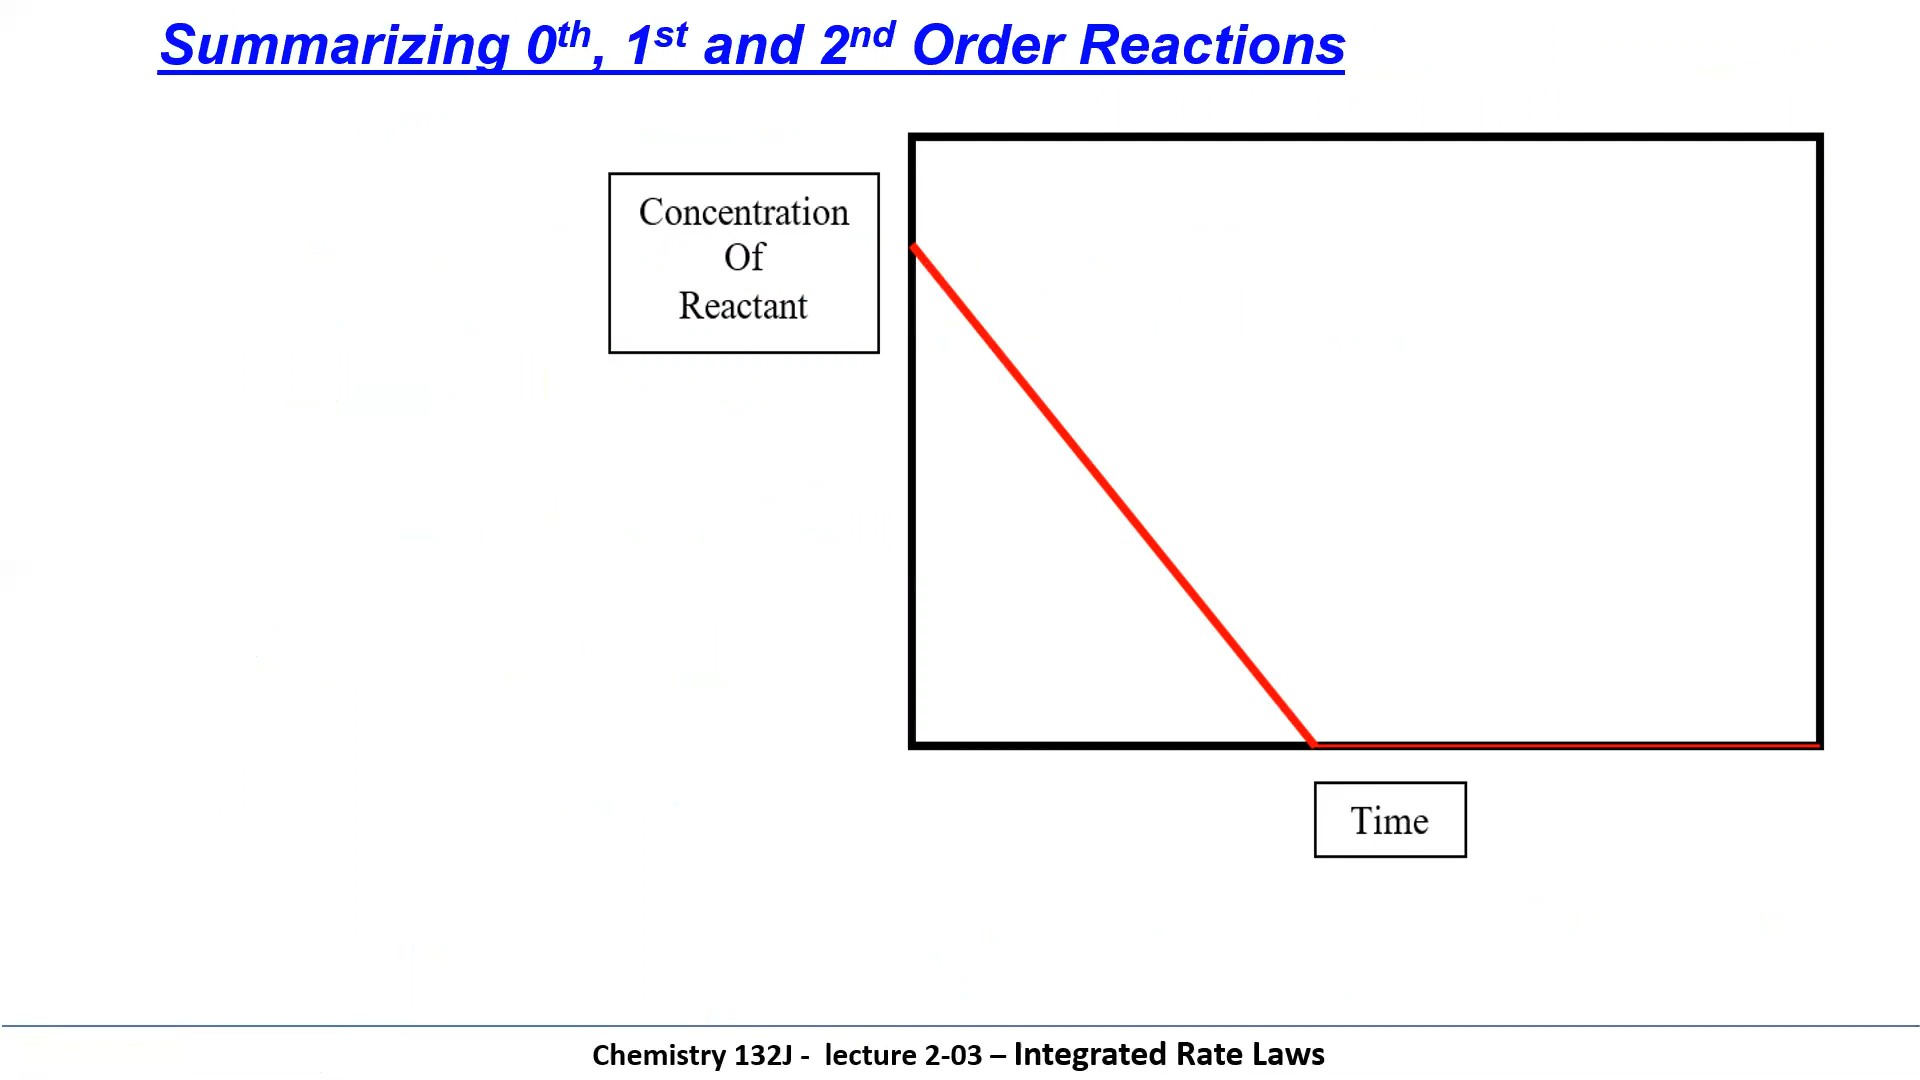 Summarizing 0th, 1st and 2nd Order Reactions
Concentration
Of
Reactant
Time
Chemistry 132J - lecture 2-03 – Integrated Rate Laws